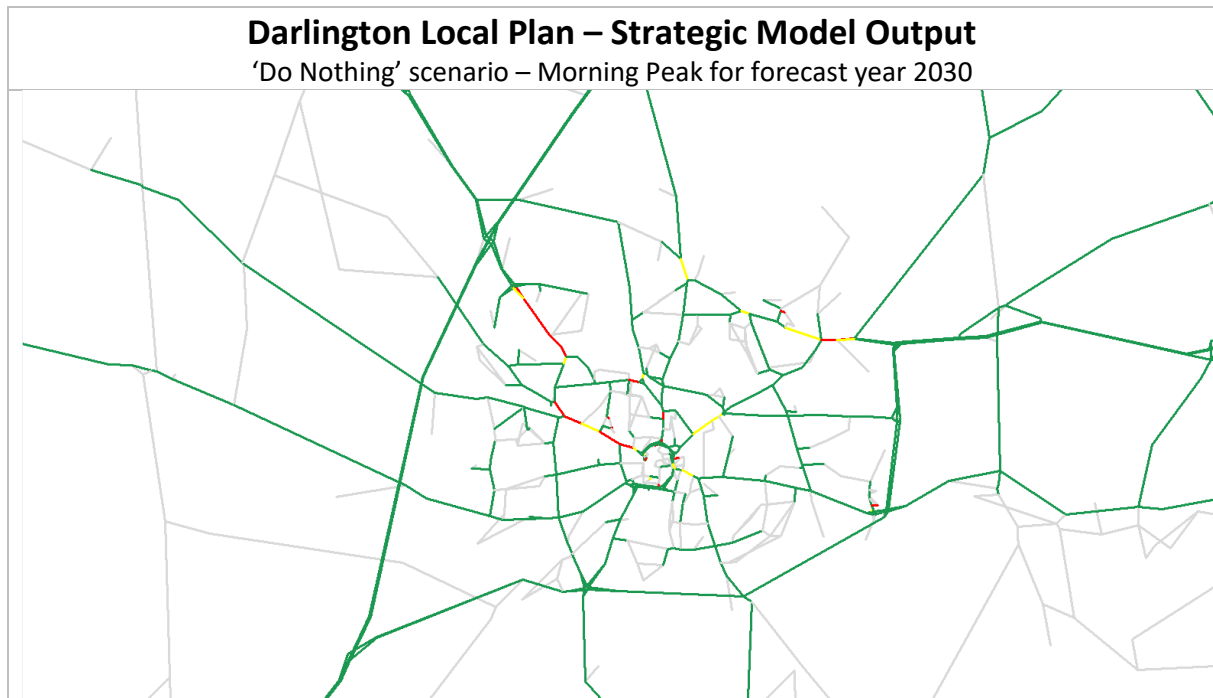 Darlington Local Plan – Strategic Model Output
‘Do Nothing’ scenario – Morning Peak for forecast year 2030